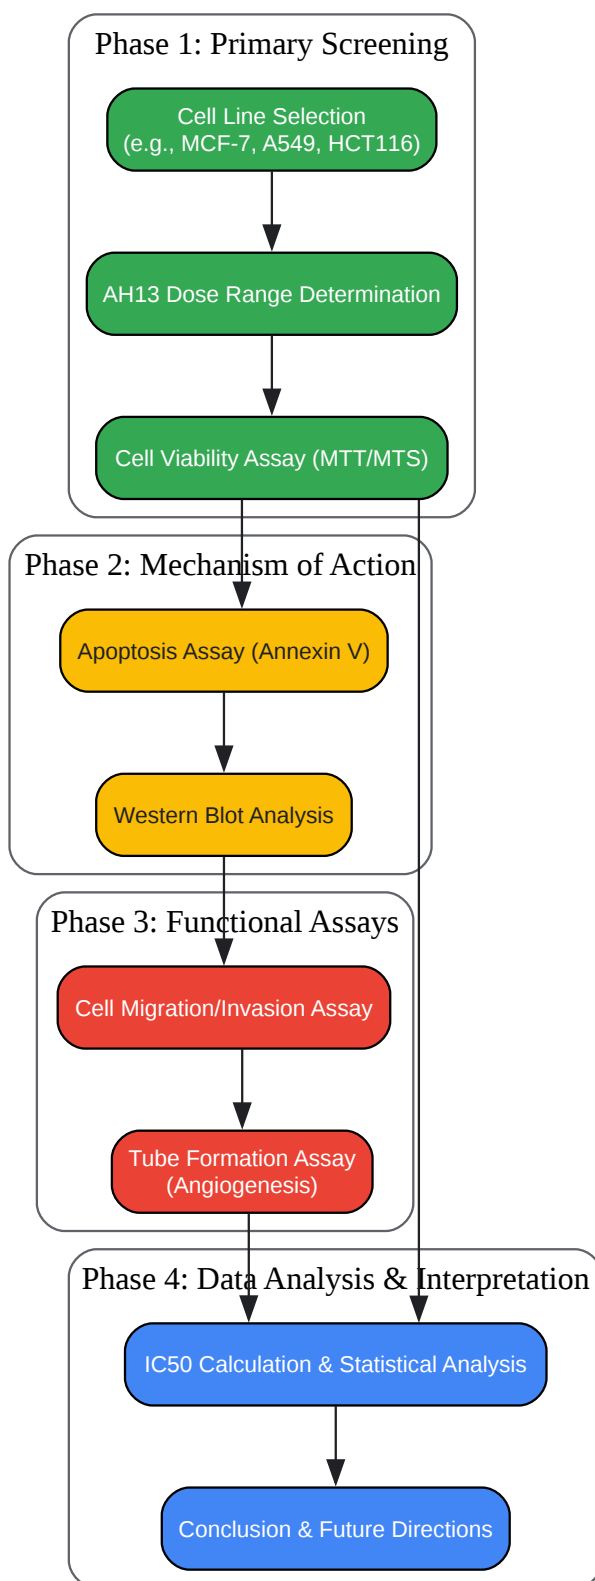 Phase 1: Primary Screening
Cell Line Selection
(e.g., MCF-7, A549, HCT116)
AH13 Dose Range Determination
Cell Viability Assay (MTT/MTS)
Phase 2: Mechanism of Action
Apoptosis Assay (Annexin V)
Western Blot Analysis
Phase 3: Functional Assays
Cell Migration/Invasion Assay
Tube Formation Assay
(Angiogenesis)
Phase 4: Data Analysis & Interpretation
IC50 Calculation & Statistical Analysis
Conclusion & Future Directions